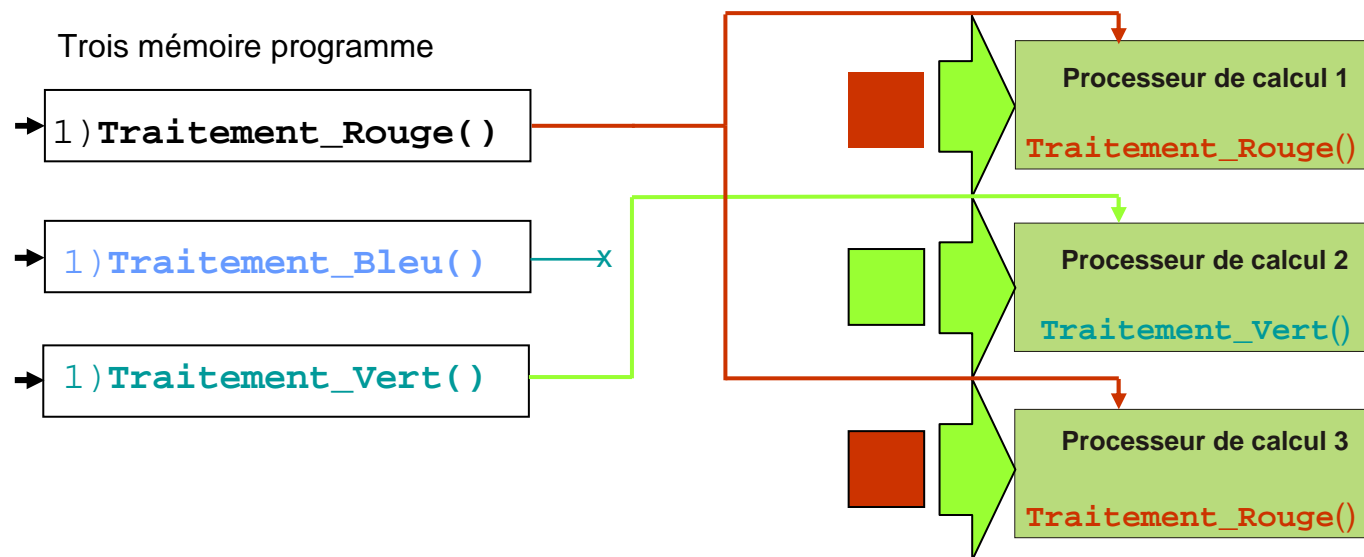 Trois mémoire programme
1)Traitement_Rouge()
1)Traitement_Bleu()
x
1)Traitement_Vert()
Processeur de calcul 1
Traitement_Rouge()
Processeur de calcul 2
Traitement_Vert()
Processeur de calcul 3
Traitement_Rouge()